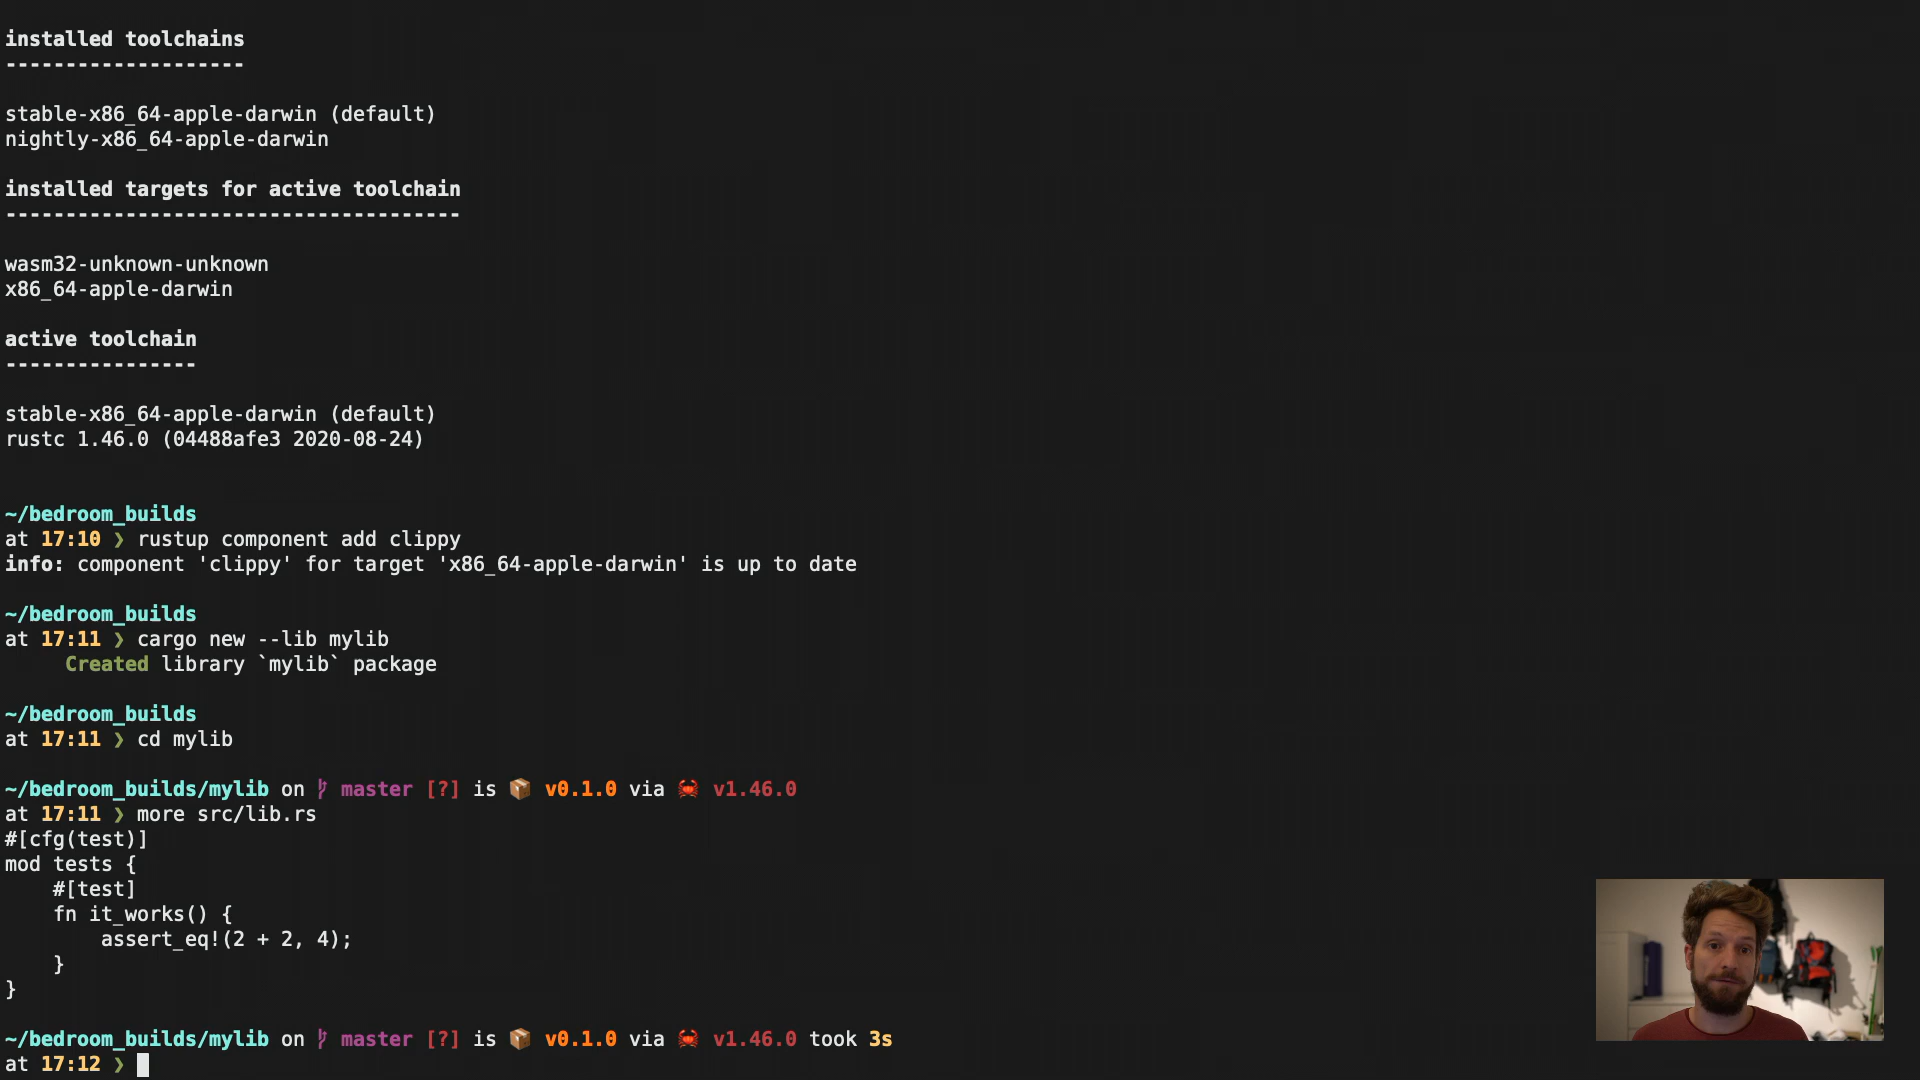 installed toolchains
--------------------
stable-x86_64-apple-darwin (default)
nightly-x86_64-apple-darwin
installed targets for active toolchain
--------------------------------------
wasm32-unknown-unknown
x86_64-apple-darwin
active toolchain
----------------
stable-x86_64-apple-darwin (default)
rustc 1.46.0 (04488afe3 2020-08-24)
~/bedroom_builds
at 17:10 ❯ rustup component add clippy
info: component 'clippy' for target 'x86_64-apple-darwin' is up to date
~/bedroom_builds
at 17:11 ❯ cargo new --lib mylib
Created library `mylib` package
~/bedroom_builds
at 17:11 ❯ cd mylib
~/bedroom_builds/mylib on master [?] is 📦 v0.1.0 via 🦀 v1.46.0
at 17:11 ❯ more src/lib.rs
#[cfg(test)]
mod tests {
    #[test]
    fn it_works() {
        assert_eq!(2 + 2, 4);
    }
}
~/bedroom_builds/mylib on master [?] is 📦 v0.1.0 via 🦀 v1.46.0 took 3s
at 17:12 ❯